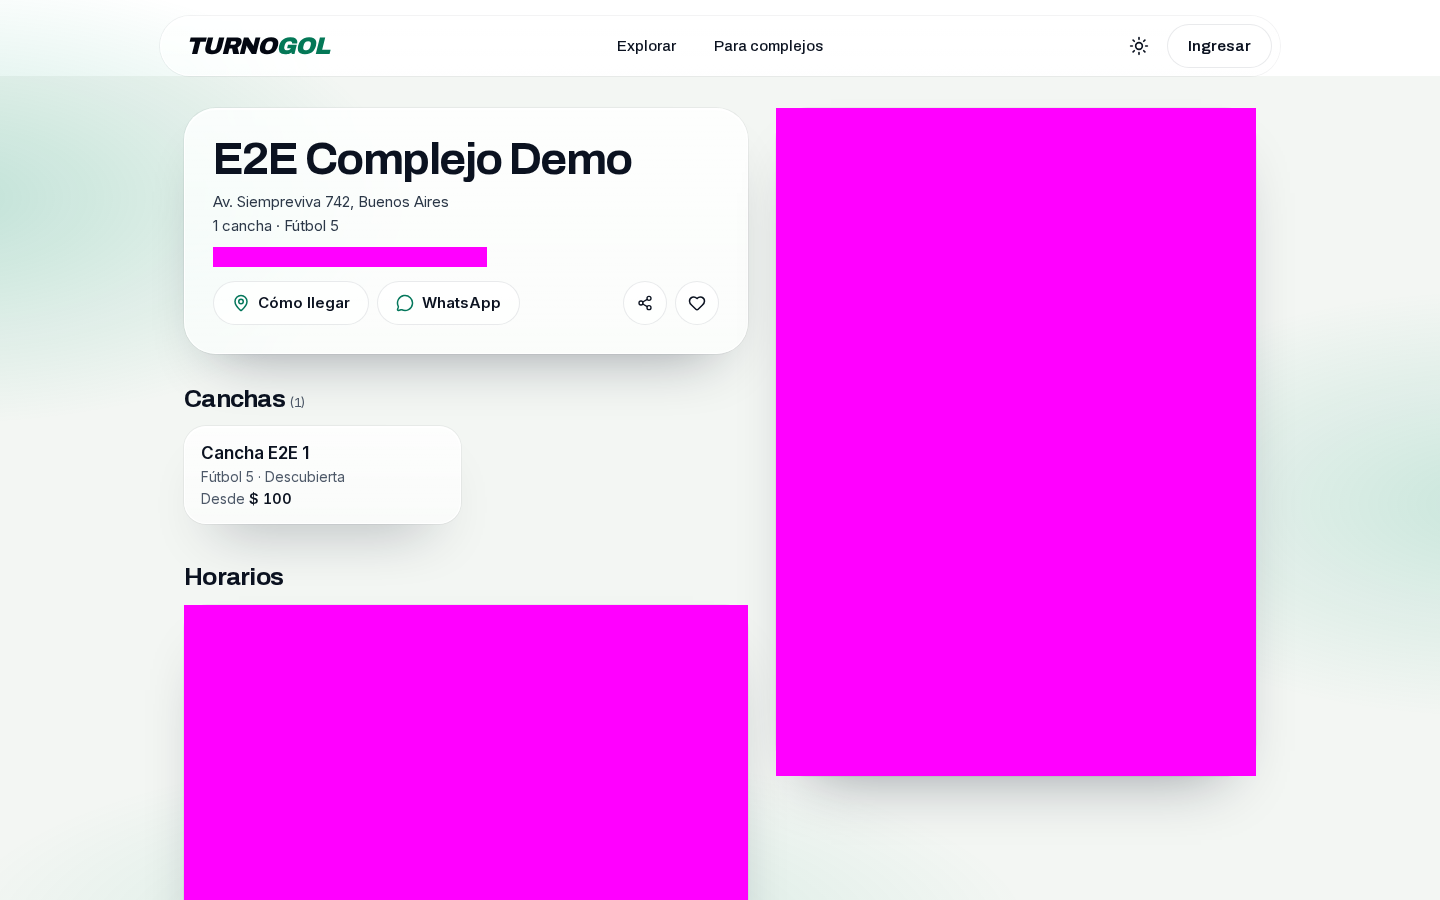 TURNOGOL
Explorar
Para complejos
Ingresar
E2E Complejo Demo
Av. Siempreviva 742, Buenos Aires
1 cancha · Fútbol 5
Cómo llegar
WhatsApp
Canchas (1)
Cancha E2E 1
Fútbol 5 · Descubierta
Desde $ 100
Horarios